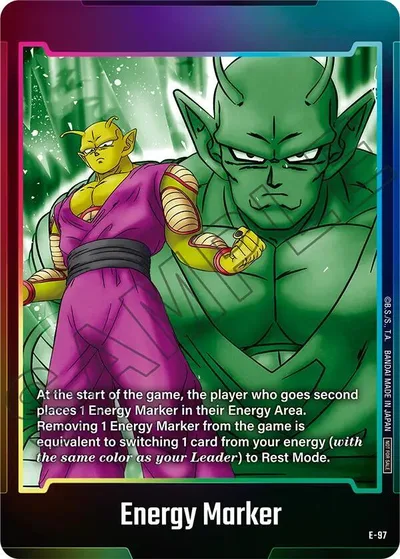 At the start of the game, the player who goes second
places 1 Energy Marker in their Energy Area.
Removing 1 Energy Marker from the game is
equivalent to switching 1 card from your energy (with
the same color as your Leader) to Rest Mode.
Energy Marker
E-97
©B.S./S., T.A. BANDAI MADE IN JAPAN
NOT FOR SALE
SAMPLE